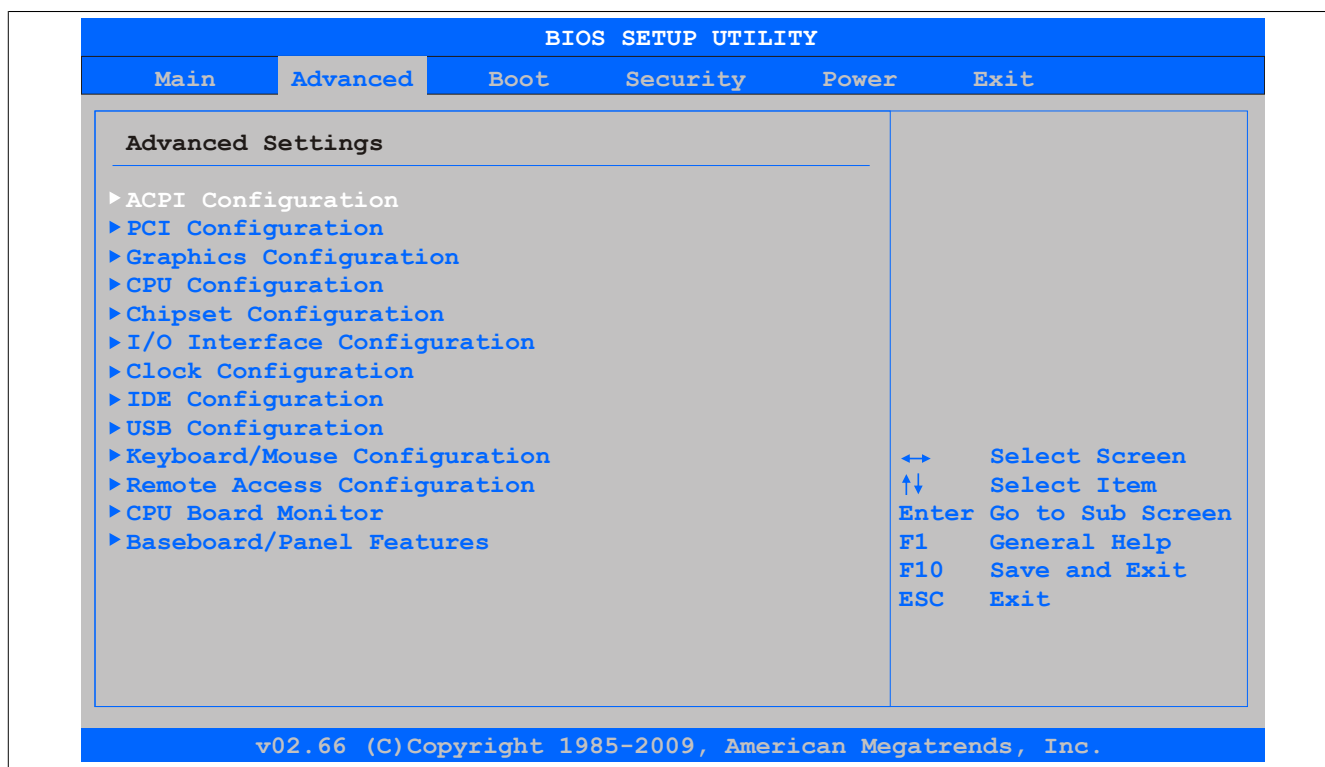 BIOS SETUP UTILITY
Main Advanced Boot Security Power Exit
Advanced Settings
ACPI Configuration
PCI Configuration
Graphics Configuration
CPU Configuration
Chipset Configuration
I/O Interface Configuration
Clock Configuration
IDE Configuration
USB Configuration
Keyboard/Mouse Configuration
Remote Access Configuration
CPU Board Monitor
Baseboard/Panel Features
↔ Select Screen
↑↓ Select Item
Enter Go to Sub Screen
F1 General Help
F10 Save and Exit
ESC Exit
v02.66 (C)Copyright 1985-2009, American Megatrends, Inc.